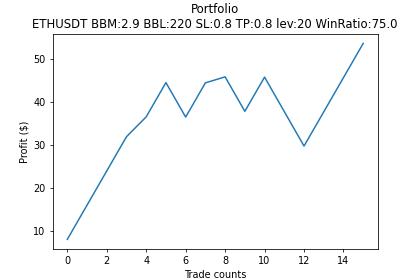 Portfolio
ETHUSDT BBM:2.9 BBL:220 SL:0.8 TP:0.8 lev:20 WinRatio:75.0
50
40
30
20
10
Profit ($)
0 2 4 6 8 10 12 14
Trade counts